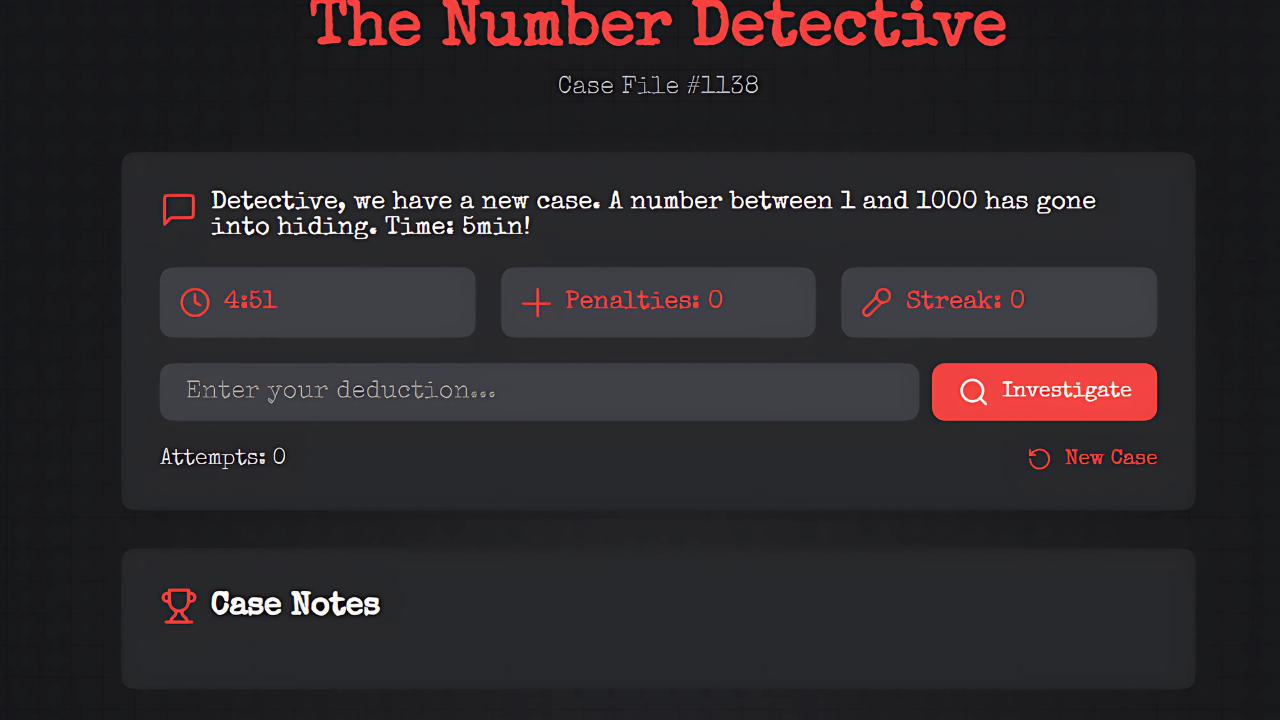 The Number Detective
Case File #1138
Detective, we have a new case. A number between 1 and 1000 has gone
into hiding. Time: 5min!
4:51
Penalties: 0
Streak: 0
Enter your deduction...
Investigate
Attempts: 0
New Case
Case Notes